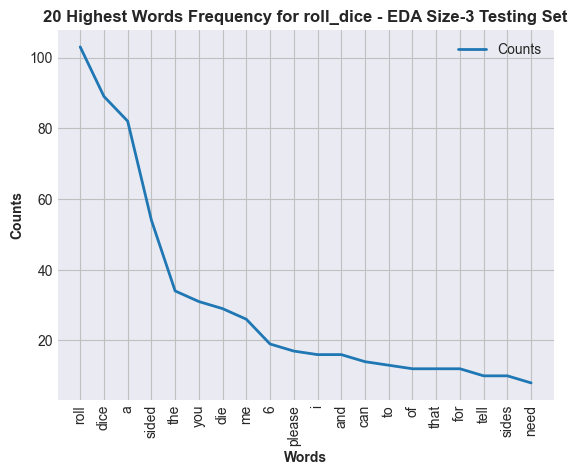 20 Highest Words Frequency for roll_dice - EDA Size-3 Testing Set
Counts
100
80
60
40
20
Counts
roll
dice
a
sided
the
you
die
me
6
please
i
and
can
to
of
that
for
tell
sides
need
Words